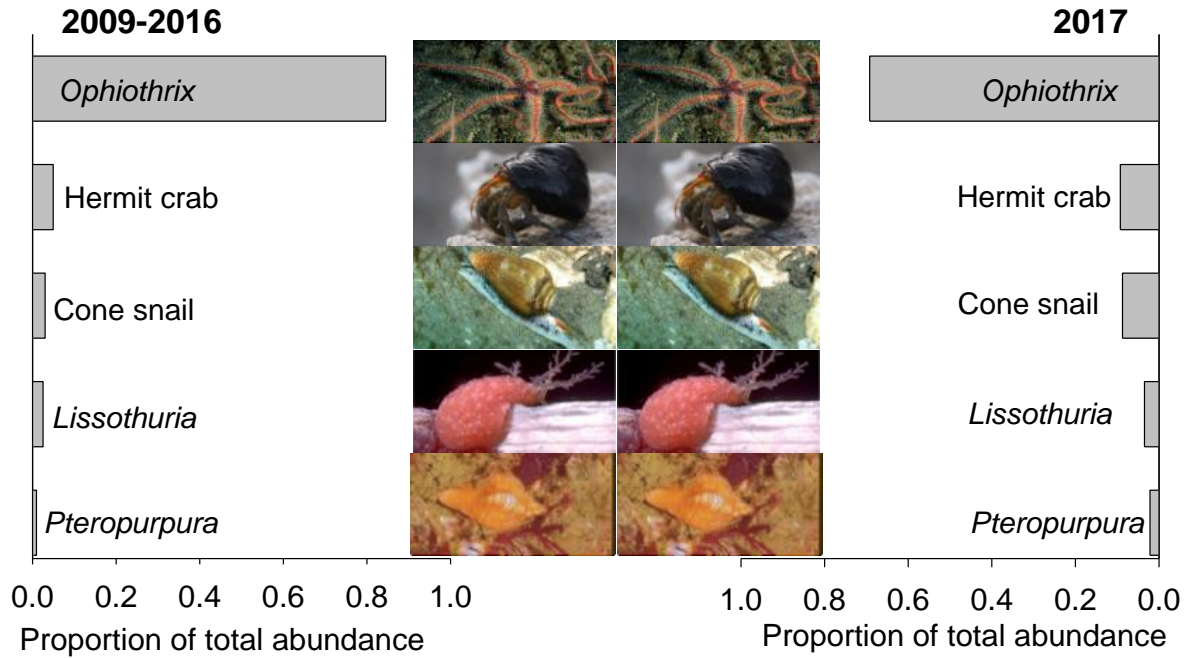 2009-2016
Ophiothrix
Hermit crab
Cone snail
Lissothuria
Pteropurpura
0.0 0.2 0.4 0.6 0.8 1.0
Proportion of total abundance
2017
Ophiothrix
Hermit crab
Cone snail
Lissothuria
Pteropurpura
1.0 0.8 0.6 0.4 0.2 0.0
Proportion of total abundance